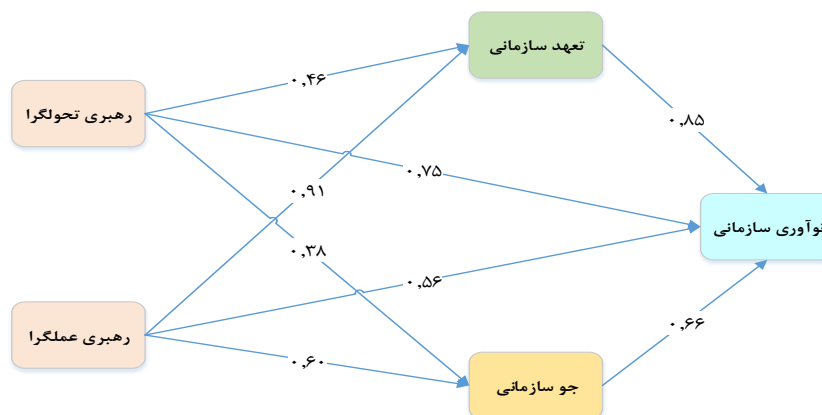 تعهد سازمانی
رهبری تحولگرا
۰,۴۶
۰,۸۵
۰,۷۵
۰,۹۱
نوآوری سازمانی
۰,۳۸
۰,۵۶
رهبری عملگرا
۰,۶۶
۰,۶۰
جو سازمانی